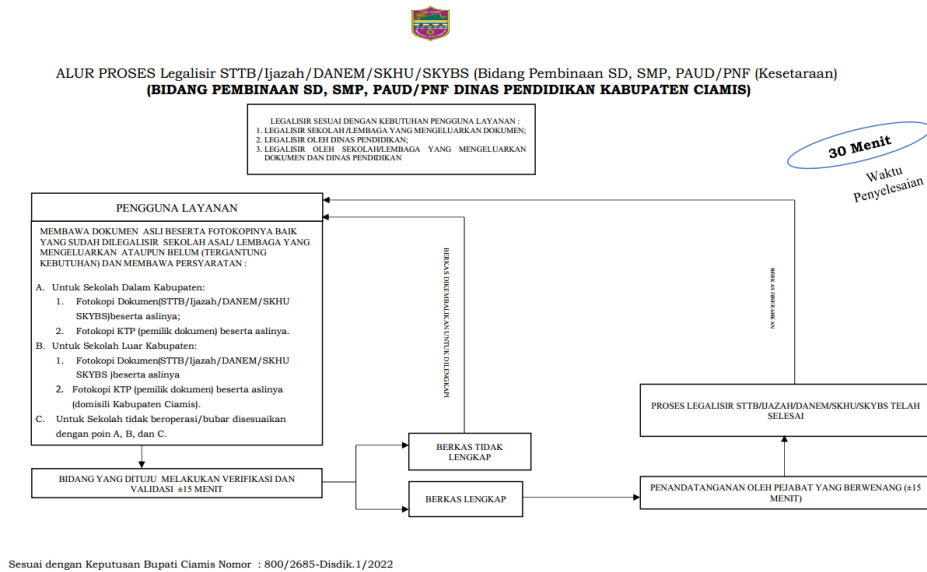 ALUR PROSES Legalisir STTB/Ijazah/DANEM/SKHU/SKYBS (Bidang Pembinaan SD, SMP, PAUD/PNF (Kesetaraan)
(BIDANG PEMBINAAN SD, SMP, PAUD/PNF DINAS PENDIDIKAN KABUPATEN CIAMIS)
LEGALISIR SESUAI DENGAN KEBUTUHAN PENGGUNA LAYANAN :
1. LEGALISIR SEKOLAH /LEMBAGA YANG MENGELUARKAN DOKUMEN;
2. LEGALISIR OLEH DINAS PENDIDIKAN;
3. LEGALISIR OLEH SEKOLAH/LEMBAGA YANG MENGELUARKAN
DOKUMEN DAN DINAS PENDIDIKAN
30 Menit
Waktu
Penyelesaian
PENGGUNA LAYANAN
MEMBAWA DOKUMEN ASLI BESERTA FOTOKOPINYA BAIK
YANG SUDAH DILEGALISIR SEKOLAH ASAL/ LEMBAGA YANG
MENGELUARKAN ATAUPUN BELUM (TERGANTUNG
KEBUTUHAN) DAN MEMBAWA PERSYARATAN :
A. Untuk Sekolah Dalam Kabupaten:
1. Fotokopi Dokumen(STTB/Ijazah/DANEM/SKHU
SKYBS)beserta aslinya;
2. Fotokopi KTP (pemilik dokumen) beserta aslinya.
B. Untuk Sekolah Luar Kabupaten:
1. Fotokopi Dokumen(STTB/Ijazah/DANEM/SKHU
SKYBS )beserta aslinya
2. Fotokopi KTP (pemilik dokumen) beserta aslinya
(domisili Kabupaten Ciamis).
C. Untuk Sekolah tidak beroperasi/bubar disesuaikan
dengan poin A, B, dan C.
BERKAS DIKEMBALIKAN UNTUK DILENGKAPI
BERKAS DISERAHKAN
PROSES LEGALISIR STTB/IJAZAH/DANEM/SKHU/SKYBS TELAH
SELESAI
BERKAS TIDAK
LENGKAP
BIDANG YANG DITUJU MELAKUKAN VERIFIKASI DAN
VALIDASI ±15 MENIT
BERKAS LENGKAP
PENANDATANGANAN OLEH PEJABAT YANG BERWENANG (±15
MENIT)
Sesuai dengan Keputusan Bupati Ciamis Nomor : 800/2685-Disdik.1/2022